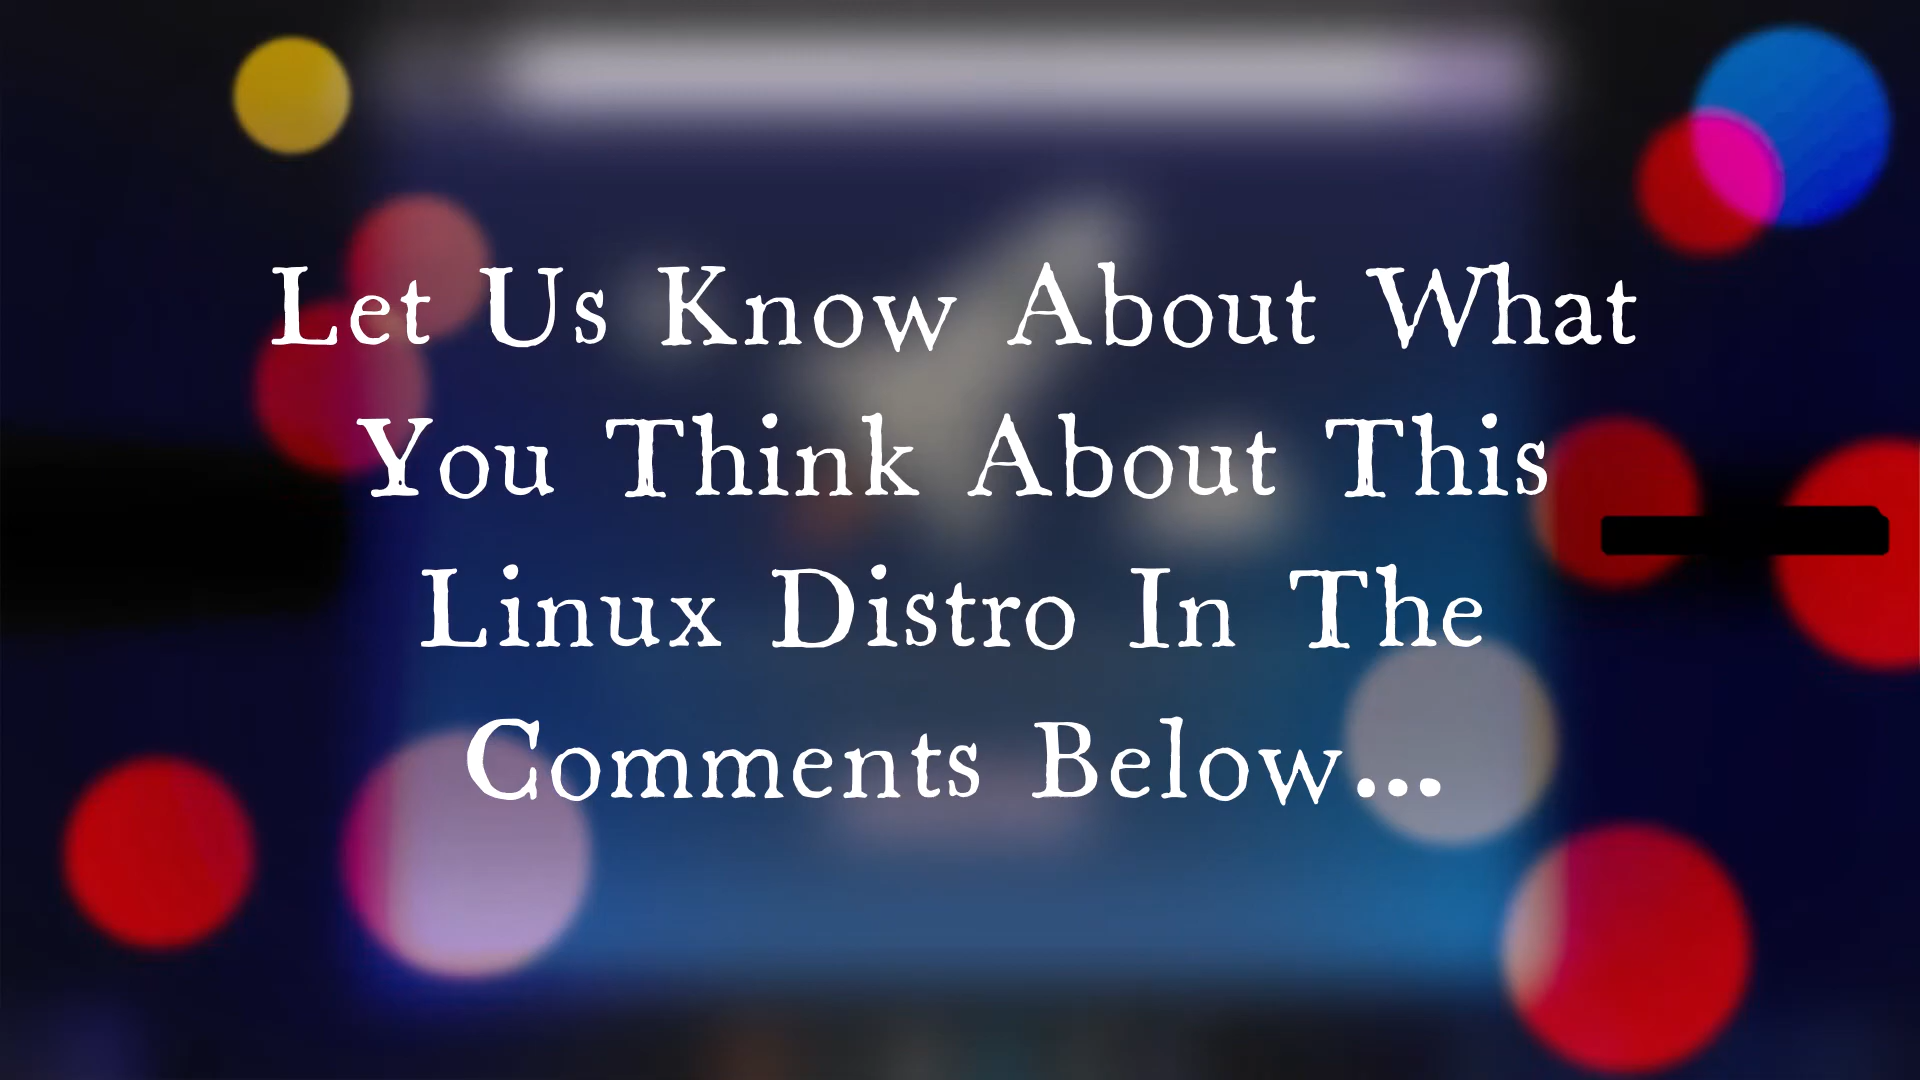 Let Us Know About What
You Think About This
Linux Distro In The
Comments Below...